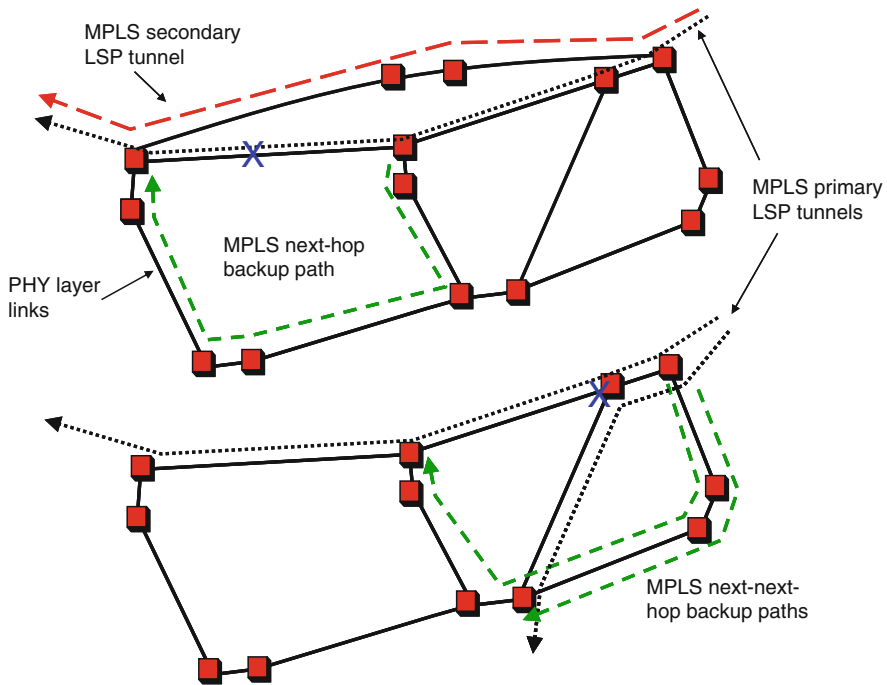 MPLS secondary
LSP tunnel
MPLS primary
LSP tunnels
MPLS next-hop
backup path
PHY layer
links
X
X
MPLS next-next-
hop backup paths